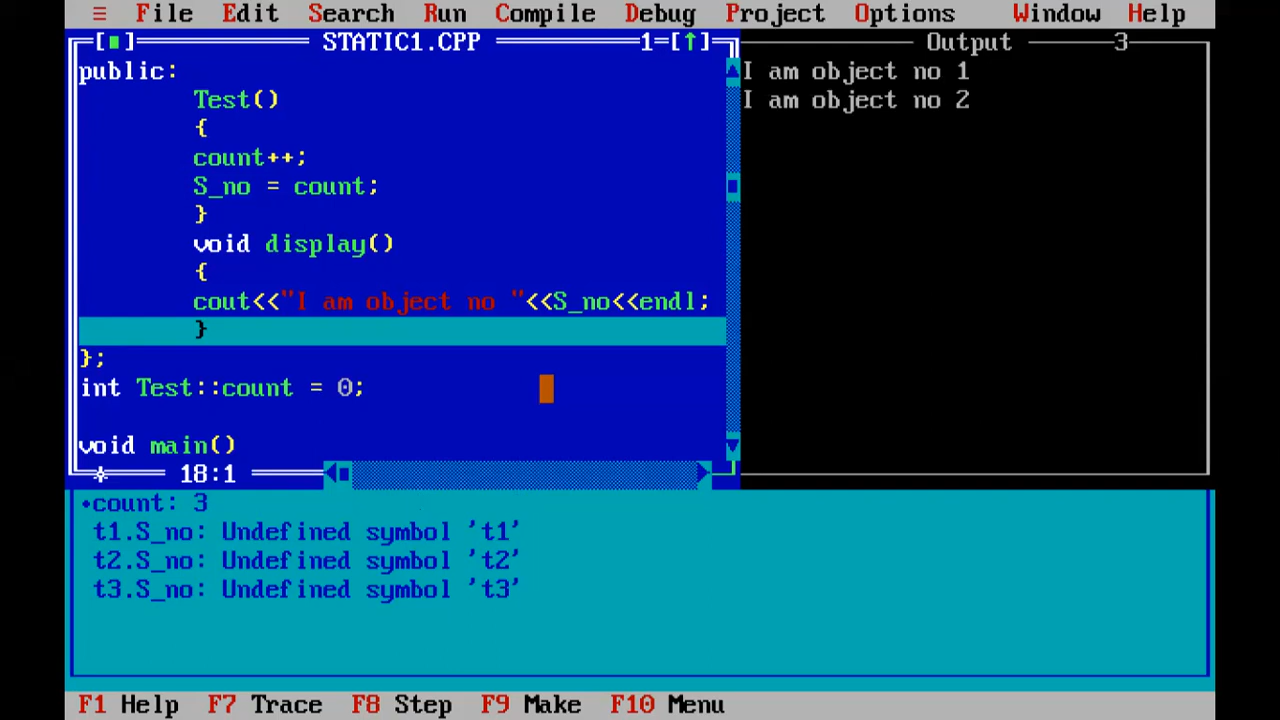 ≡ File Edit Search Run Compile Debug Project Options Window Help
[■] STATIC1.CPP 1=[↑]
public:
Test()
{
count++;
S_no = count;
}
void display()
{
cout<<"I am object no "<<S_no<<endl;
}
};
int Test::count = 0;
void main()
18:1
Output 3
I am object no 1
I am object no 2
•count: 3
t1.S_no: Undefined symbol 't1'
t2.S_no: Undefined symbol 't2'
t3.S_no: Undefined symbol 't3'
F1 Help F7 Trace F8 Step F9 Make F10 Menu